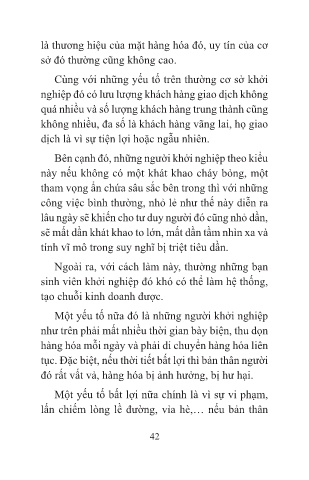 là thương hiệu của mặt hàng hóa đó, uy tín của cơ
sở đó thường cũng không cao.
Cùng với những yếu tố trên thường cơ sở khởi
nghiệp đó có lưu lượng khách hàng giao dịch không
quá nhiều và số lượng khách hàng trung thành cũng
không nhiều, đa số là khách hàng vãng lai, họ giao
dịch là vì sự tiện lợi hoặc ngẫu nhiên.
Bên cạnh đó, những người khởi nghiệp theo kiểu
này nếu không có một khát khao cháy bỏng, một
tham vọng ẩn chứa sâu sắc bên trong thì với những
công việc bình thường, nhỏ lẻ như thế này diễn ra
lâu ngày sẽ khiến cho tư duy người đó cũng nhỏ dần,
sẽ mất dần khát khao to lớn, mất dần tầm nhìn xa và
tính vĩ mô trong suy nghĩ bị triệt tiêu dần.
Ngoài ra, với cách làm này, thường những bạn
sinh viên khởi nghiệp đó khó có thể làm hệ thống,
tạo chuỗi kinh doanh được.
Một yếu tố nữa đó là những người khởi nghiệp
như trên phải mất nhiều thời gian bày biện, thu dọn
hàng hóa mỗi ngày và phải di chuyển hàng hóa liên
tục. Đặc biệt, nếu thời tiết bất lợi thì bản thân người
đó rất vất vả, hàng hóa bị ảnh hưởng, bị hư hại.
Một yếu tố bất lợi nữa chính là vì sự vi phạm,
lấn chiếm lòng lề đường, vỉa hè,… nếu bản thân
42